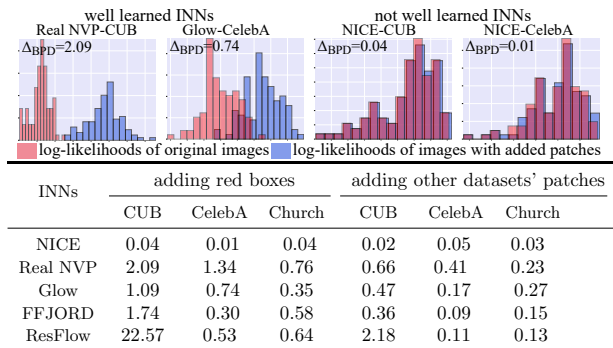 well learned INNs not well learned INNs
Real NVP-CUB Glow-CelebA NICE-CUB NICE-CelebA
Δ_BPD=2.09 Δ_BPD=0.74 Δ_BPD=0.04 Δ_BPD=0.01
log-likelihoods of original images log-likelihoods of images with added patches
INNs adding red boxes adding other datasets' patches
CUB CelebA Church CUB CelebA Church
NICE 0.04 0.01 0.04 0.02 0.05 0.03
Real NVP 2.09 1.34 0.76 0.66 0.41 0.23
Glow 1.09 0.74 0.35 0.47 0.17 0.27
FFJORD 1.74 0.30 0.58 0.36 0.09 0.15
ResFlow 22.57 0.53 0.64 2.18 0.11 0.13